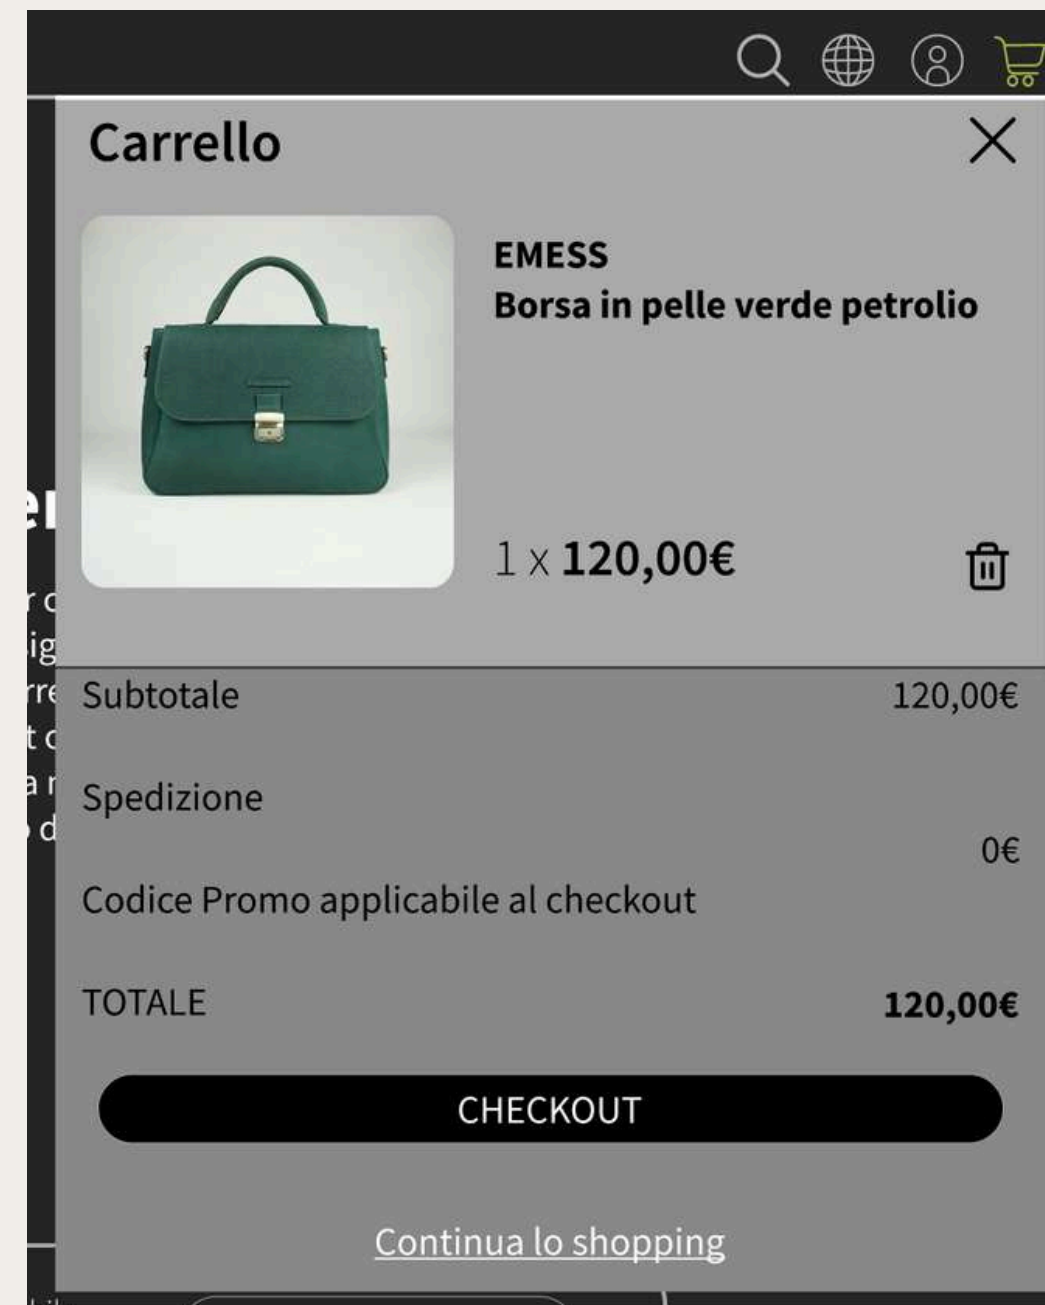 Carrello
EMESS
Borsa in pelle verde petrolio
1 x 120,00€
Subtotale 120,00€
Spedizione
0€
Codice Promo applicabile al checkout
TOTALE 120,00€
CHECKOUT
Continua lo shopping